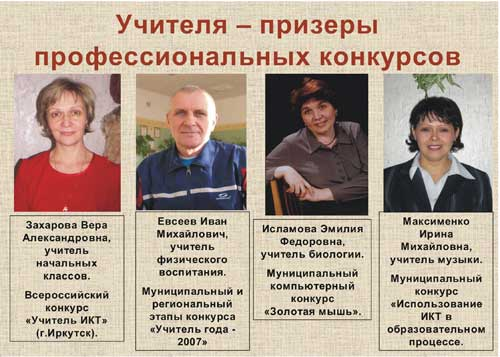 Учителя – призеры
профессиональных конкурсов
Захарова Вера
Александровна,
учитель
начальных
классов.
Всероссийский
конкурс
«Учитель ИКТ»
(г.Иркутск).
Евсеев Иван
Михайлович,
учитель
физического
воспитания.
Муниципальный и
региональный
этапы конкурса
«Учитель года -
2007»
Исламова Эмилия
Федоровна,
учитель биологии.
Муниципальный
компьютерный
конкурс
«Золотая мышь».
Максименко
Ирина
Михайловна,
учитель музыки.
Муниципальный
конкурс
«Использование
ИКТ в
образовательном
процессе.